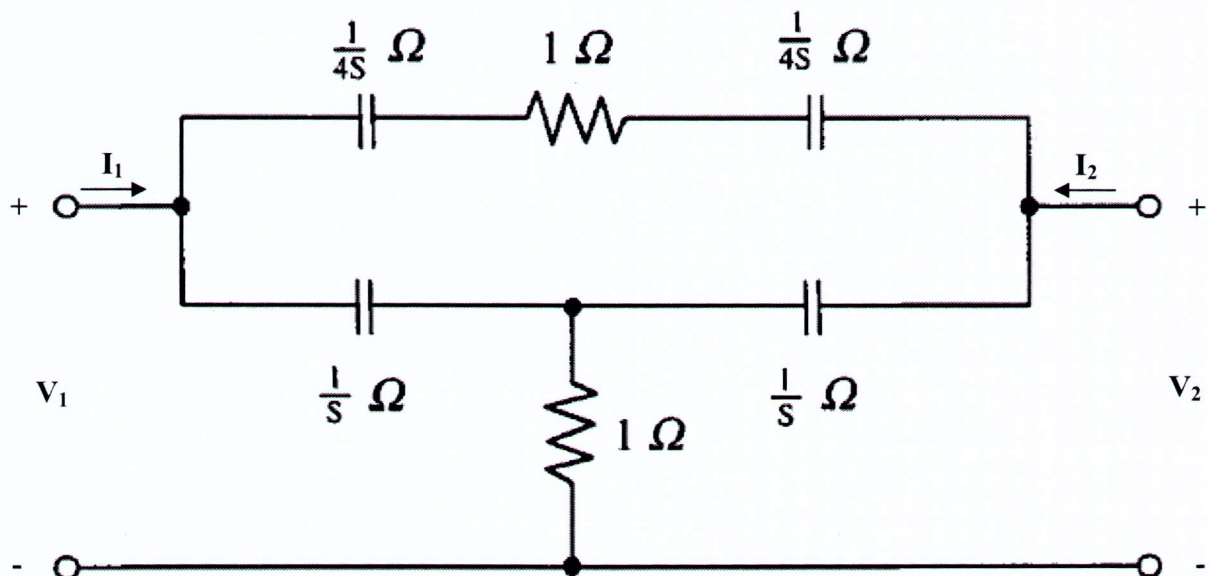 1/4S Ω 1 Ω 1/4S Ω
I₁ I₂
+ +
1/S Ω 1/S Ω
V₁ V₂
1 Ω
- -